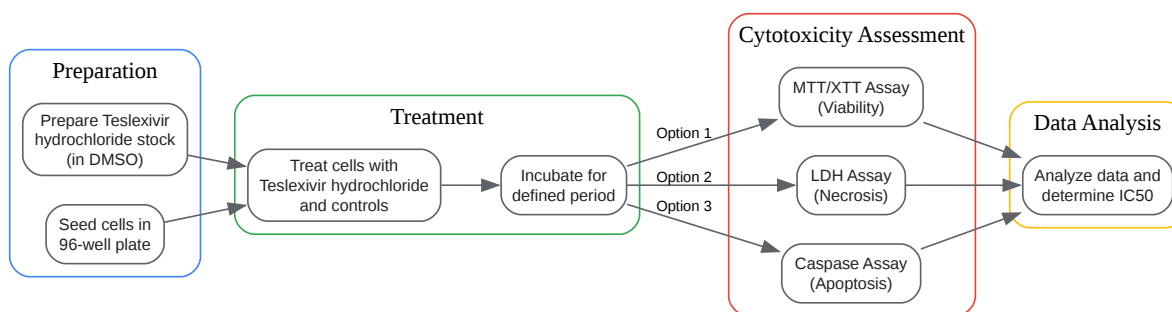 Preparation
Prepare Teslexivir
hydrochloride stock
(in DMSO)
Seed cells in
96-well plate
Treatment
Treat cells with
Teslexivir hydrochloride
and controls
Incubate for
defined period
Option 1
Option 2
Option 3
Cytotoxicity Assessment
MTT/XTT Assay
(Viability)
LDH Assay
(Necrosis)
Caspase Assay
(Apoptosis)
Data Analysis
Analyze data and
determine IC50